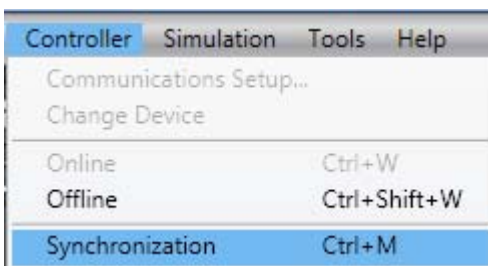 Controller Simulation Tools Help
Communications Setup...
Change Device
Online Ctrl+W
Offline Ctrl+Shift+W
Synchronization Ctrl+M